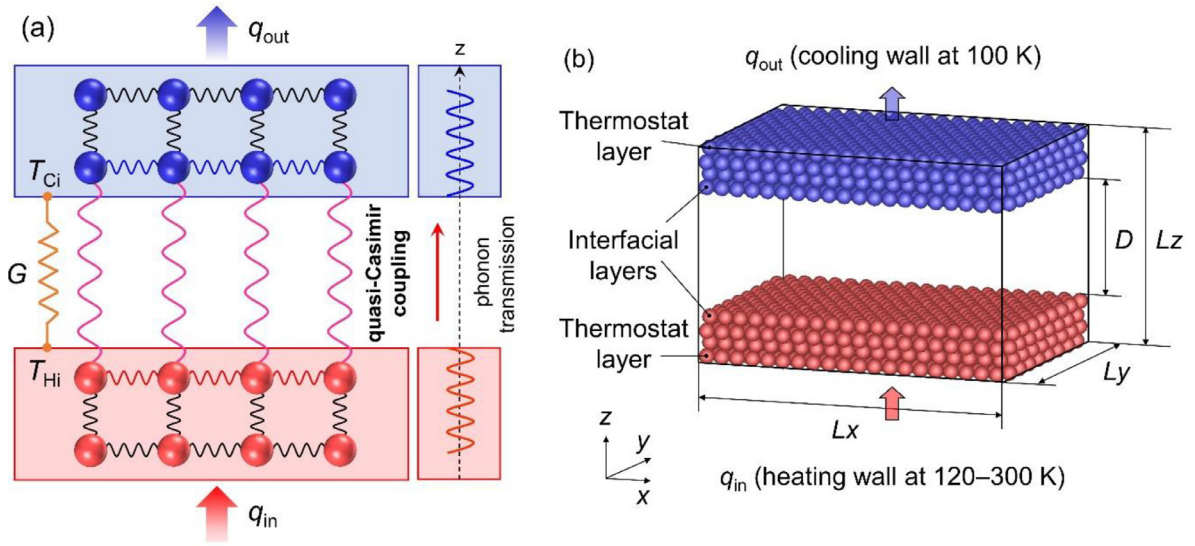 (a)
q_out
z
T_Ci
G
quasi-Casimir
coupling
phonon
transmission
T_Hi
q_in
(b)
q_out (cooling wall at 100 K)
Thermostat
layer
Interfacial
layers
Thermostat
layer
D
Lz
Ly
Lx
z
y
x
q_in (heating wall at 120–300 K)